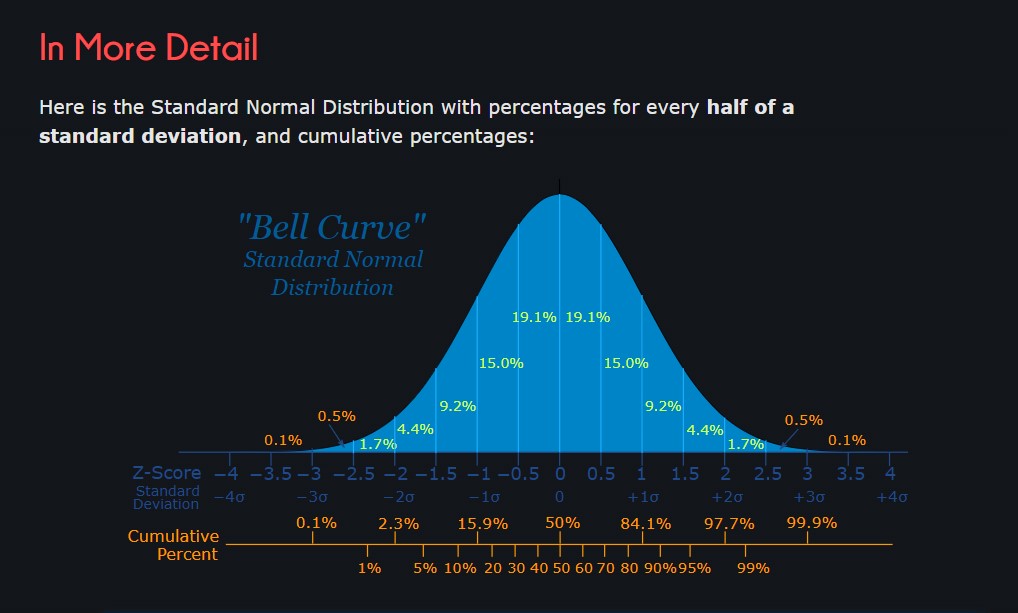 In More Detail
Here is the Standard Normal Distribution with percentages for every half of a
standard deviation, and cumulative percentages:
"Bell Curve"
Standard Normal
Distribution
19.1% 19.1%
15.0% 15.0%
9.2% 9.2%
0.5% 4.4% 4.4% 0.5%
0.1% 1.7% 1.7% 0.1%
Z-Score −4 −3.5 −3 −2.5 −2 −1.5 −1 −0.5 0 0.5 1 1.5 2 2.5 3 3.5 4
Standard
Deviation −4σ −3σ −2σ −1σ 0 +1σ +2σ +3σ +4σ
0.1% 2.3% 15.9% 50% 84.1% 97.7% 99.9%
Cumulative
Percent
1% 5% 10% 20 30 40 50 60 70 80 90% 95% 99%